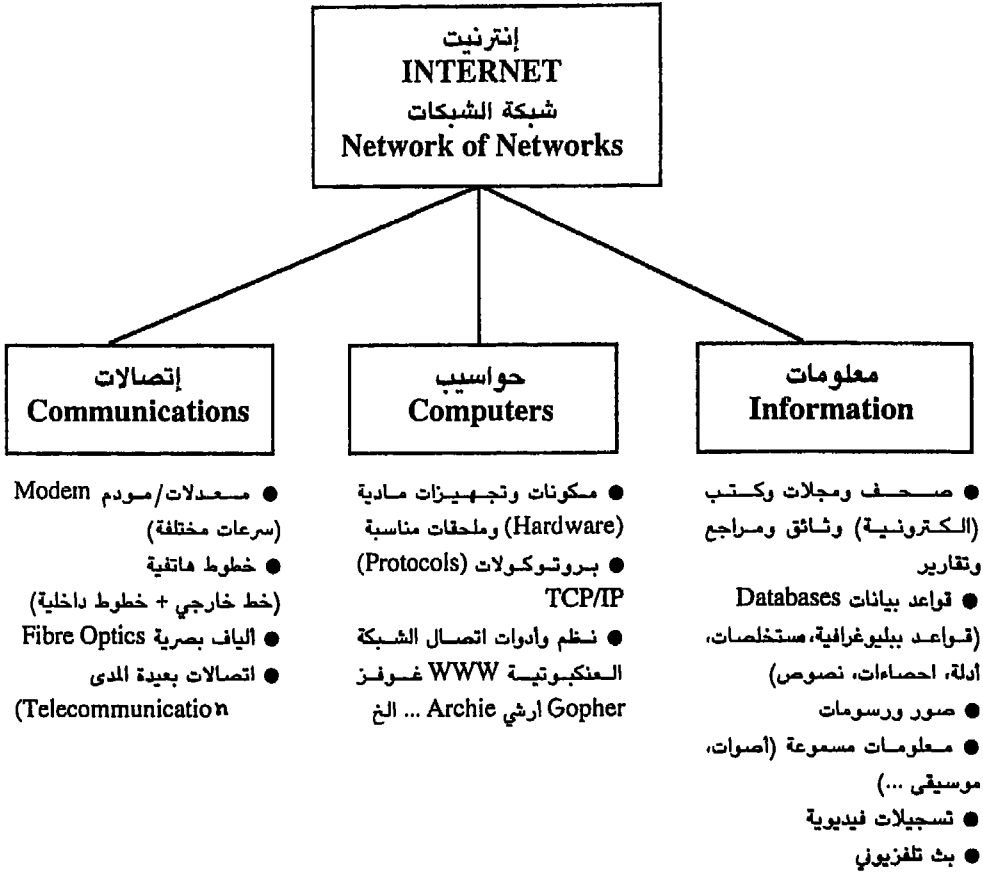 إنترنيت
INTERNET
شبكة الشبكات
Network of Networks
معلومات
Information
● صحف ومجلات وكتب
(الكترونية) وثائق ومراجع
وتقارير
● قواعد بيانات Databases
(قواعد ببليوغرافية، مستخلصات،
أدلة، احصاءات، نصوص)
● صور ورسومات
● معلومات مسموعة (أصوات،
موسيقى ...)
● تسجيلات فيديوية
● بث تلفزيوني
حواسيب
Computers
● مكونات وتجهيزات مادية
(Hardware) وملحقات مناسبة
● بروتوكولات (Protocols)
TCP/IP
● نظم وأدوات اتصال الشبكة
العنكبوتية WWW غوفر
Gopher ارشي Archie ... الخ
إتصالات
Communications
● معدلات/مودم Modem
(سرعات مختلفة)
● خطوط هاتفية
(خط خارجي + خطوط داخلية)
● ألياف بصرية Fibre Optics
● اتصالات بعيدة المدى
(Telecommunication